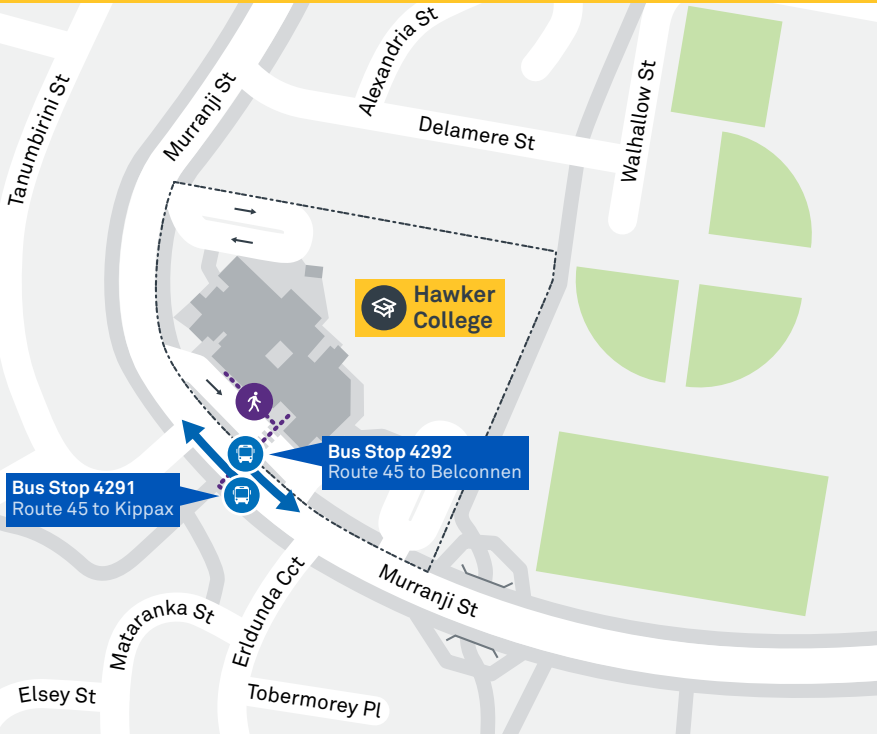 Alexandria St
Tanumbirini St
Murranji St
Walhallow St
Delamere St
Hawker
College
Bus Stop 4292
Route 45 to Belconnen
Bus Stop 4291
Route 45 to Kippax
Murranji St
Erldunda Cct
Mataranka St
Elsey St
Tobermorey Pl